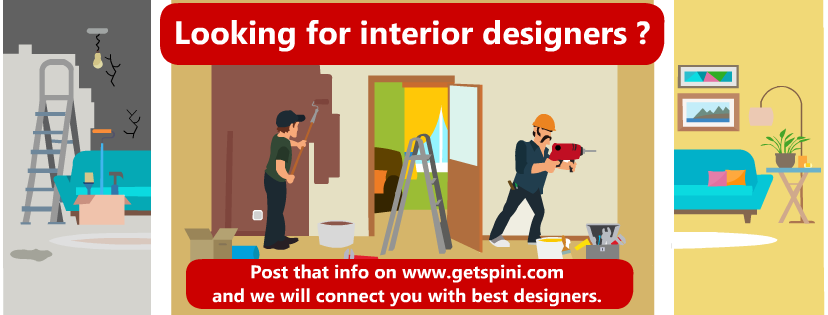 Looking for interior designers ?
Post that info on www.getspini.com
and we will connect you with best designers.